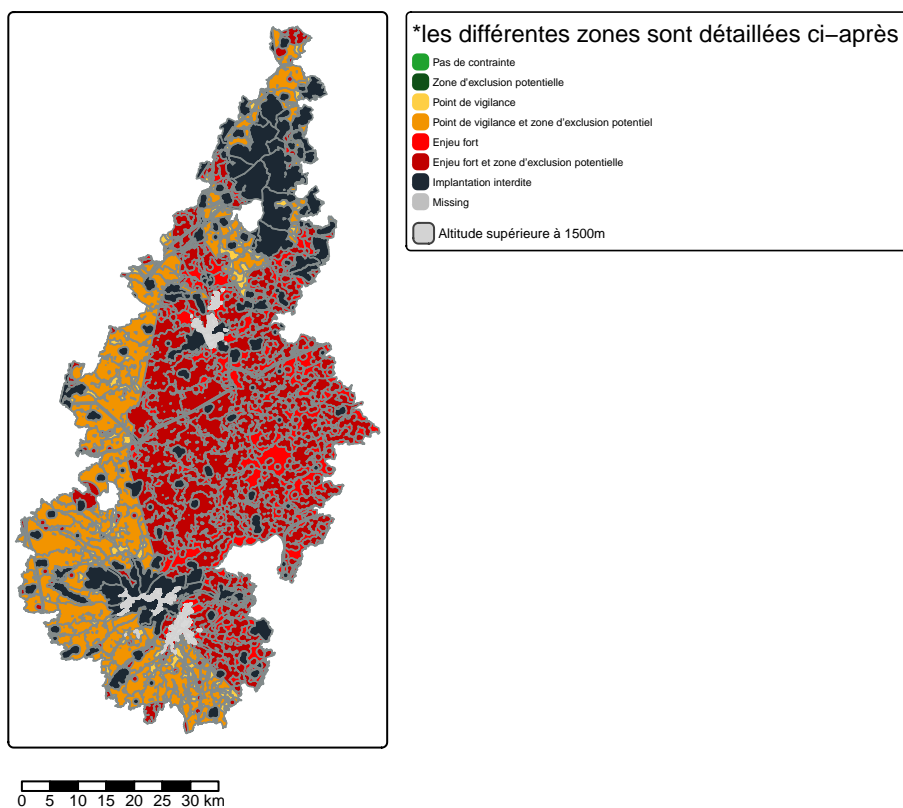 *les différentes zones sont détaillées ci−après
Pas de contrainte
Zone d'exclusion potentielle
Point de vigilance
Point de vigilance et zone d'exclusion potentiel
Enjeu fort
Enjeu fort et zone d'exclusion potentielle
Implantation interdite
Missing
Altitude supérieure à 1500m
0 5 10 15 20 25 30 km